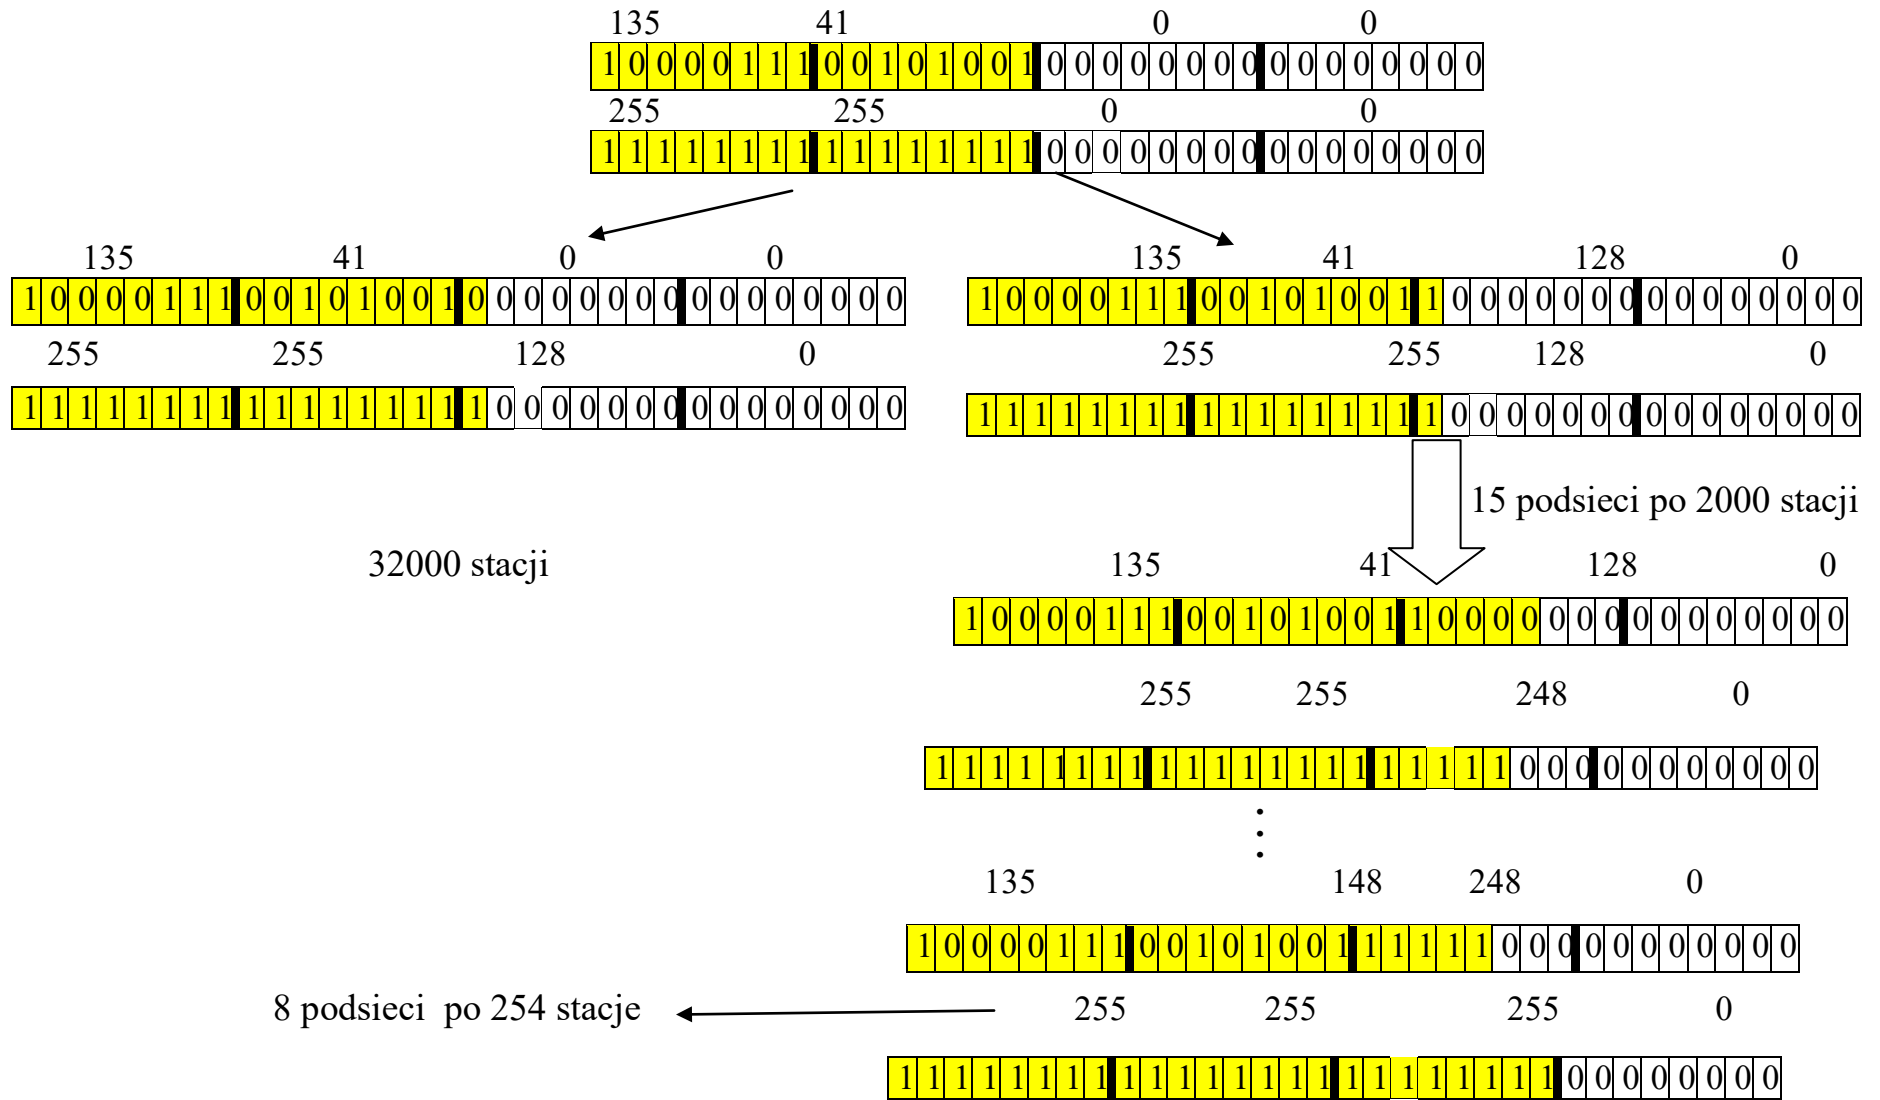 135 41 0 0
1 0 0 0 0 1 1 1 0 0 1 0 1 0 0 1 0 0 0 0 0 0 0 0 0 0 0 0 0 0 0 0
255 255 0 0
1 1 1 1 1 1 1 1 1 1 1 1 1 1 1 1 0 0 0 0 0 0 0 0 0 0 0 0 0 0 0 0
135 41 0 0
1 0 0 0 0 1 1 1 0 0 1 0 1 0 0 1 0 0 0 0 0 0 0 0 0 0 0 0 0 0 0 0
255 255 128 0
1 1 1 1 1 1 1 1 1 1 1 1 1 1 1 1 1 0 0 0 0 0 0 0 0 0 0 0 0 0 0 0
32000 stacji
135 41 128 0
1 0 0 0 0 1 1 1 0 0 1 0 1 0 0 1 1 0 0 0 0 0 0 0 0 0 0 0 0 0 0 0
255 255 128 0
1 1 1 1 1 1 1 1 1 1 1 1 1 1 1 1 1 0 0 0 0 0 0 0 0 0 0 0 0 0 0 0
15 podsieci po 2000 stacji
135 41 128 0
1 0 0 0 0 1 1 1 0 0 1 0 1 0 0 1 1 0 0 0 0 0 0 0 0 0 0 0 0 0 0 0
255 255 248 0
1 1 1 1 1 1 1 1 1 1 1 1 1 1 1 1 1 1 1 1 1 0 0 0 0 0 0 0 0 0 0 0
⋮
135 148 248 0
1 0 0 0 0 1 1 1 0 0 1 0 1 0 0 1 1 1 1 1 1 0 0 0 0 0 0 0 0 0 0 0
8 podsieci po 254 stacje
255 255 255 0
1 1 1 1 1 1 1 1 1 1 1 1 1 1 1 1 1 1 1 1 1 1 1 1 0 0 0 0 0 0 0 0